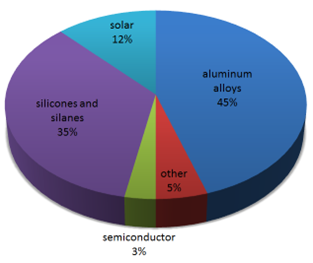 solar
12%
aluminum
alloys
45%
silicones and
silanes
35%
other
5%
semiconductor
3%